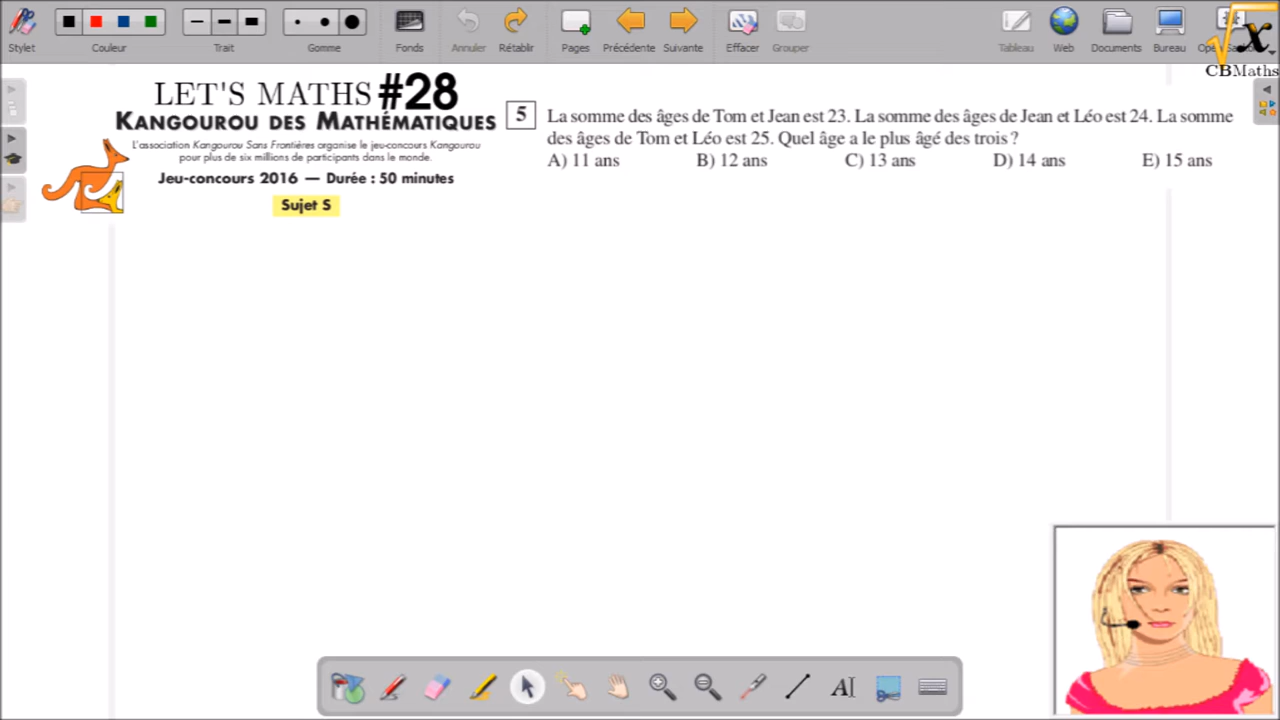 Stylet Couleur Trait Gomme Fonds Annuler Rétablir Pages Précédente Suivante Effacer Grouper Tableau Web Documents Bureau
√x
CBMaths
LET'S MATHS #28
KANGOUROU DES MATHÉMATIQUES
L'association Kangourou Sans Frontières organise le jeu-concours Kangourou
pour plus de six millions de participants dans le monde.
Jeu-concours 2016 — Durée : 50 minutes
Sujet S
5 La somme des âges de Tom et Jean est 23. La somme des âges de Jean et Léo est 24. La somme
des âges de Tom et Léo est 25. Quel âge a le plus âgé des trois ?
A) 11 ans B) 12 ans C) 13 ans D) 14 ans E) 15 ans
AI